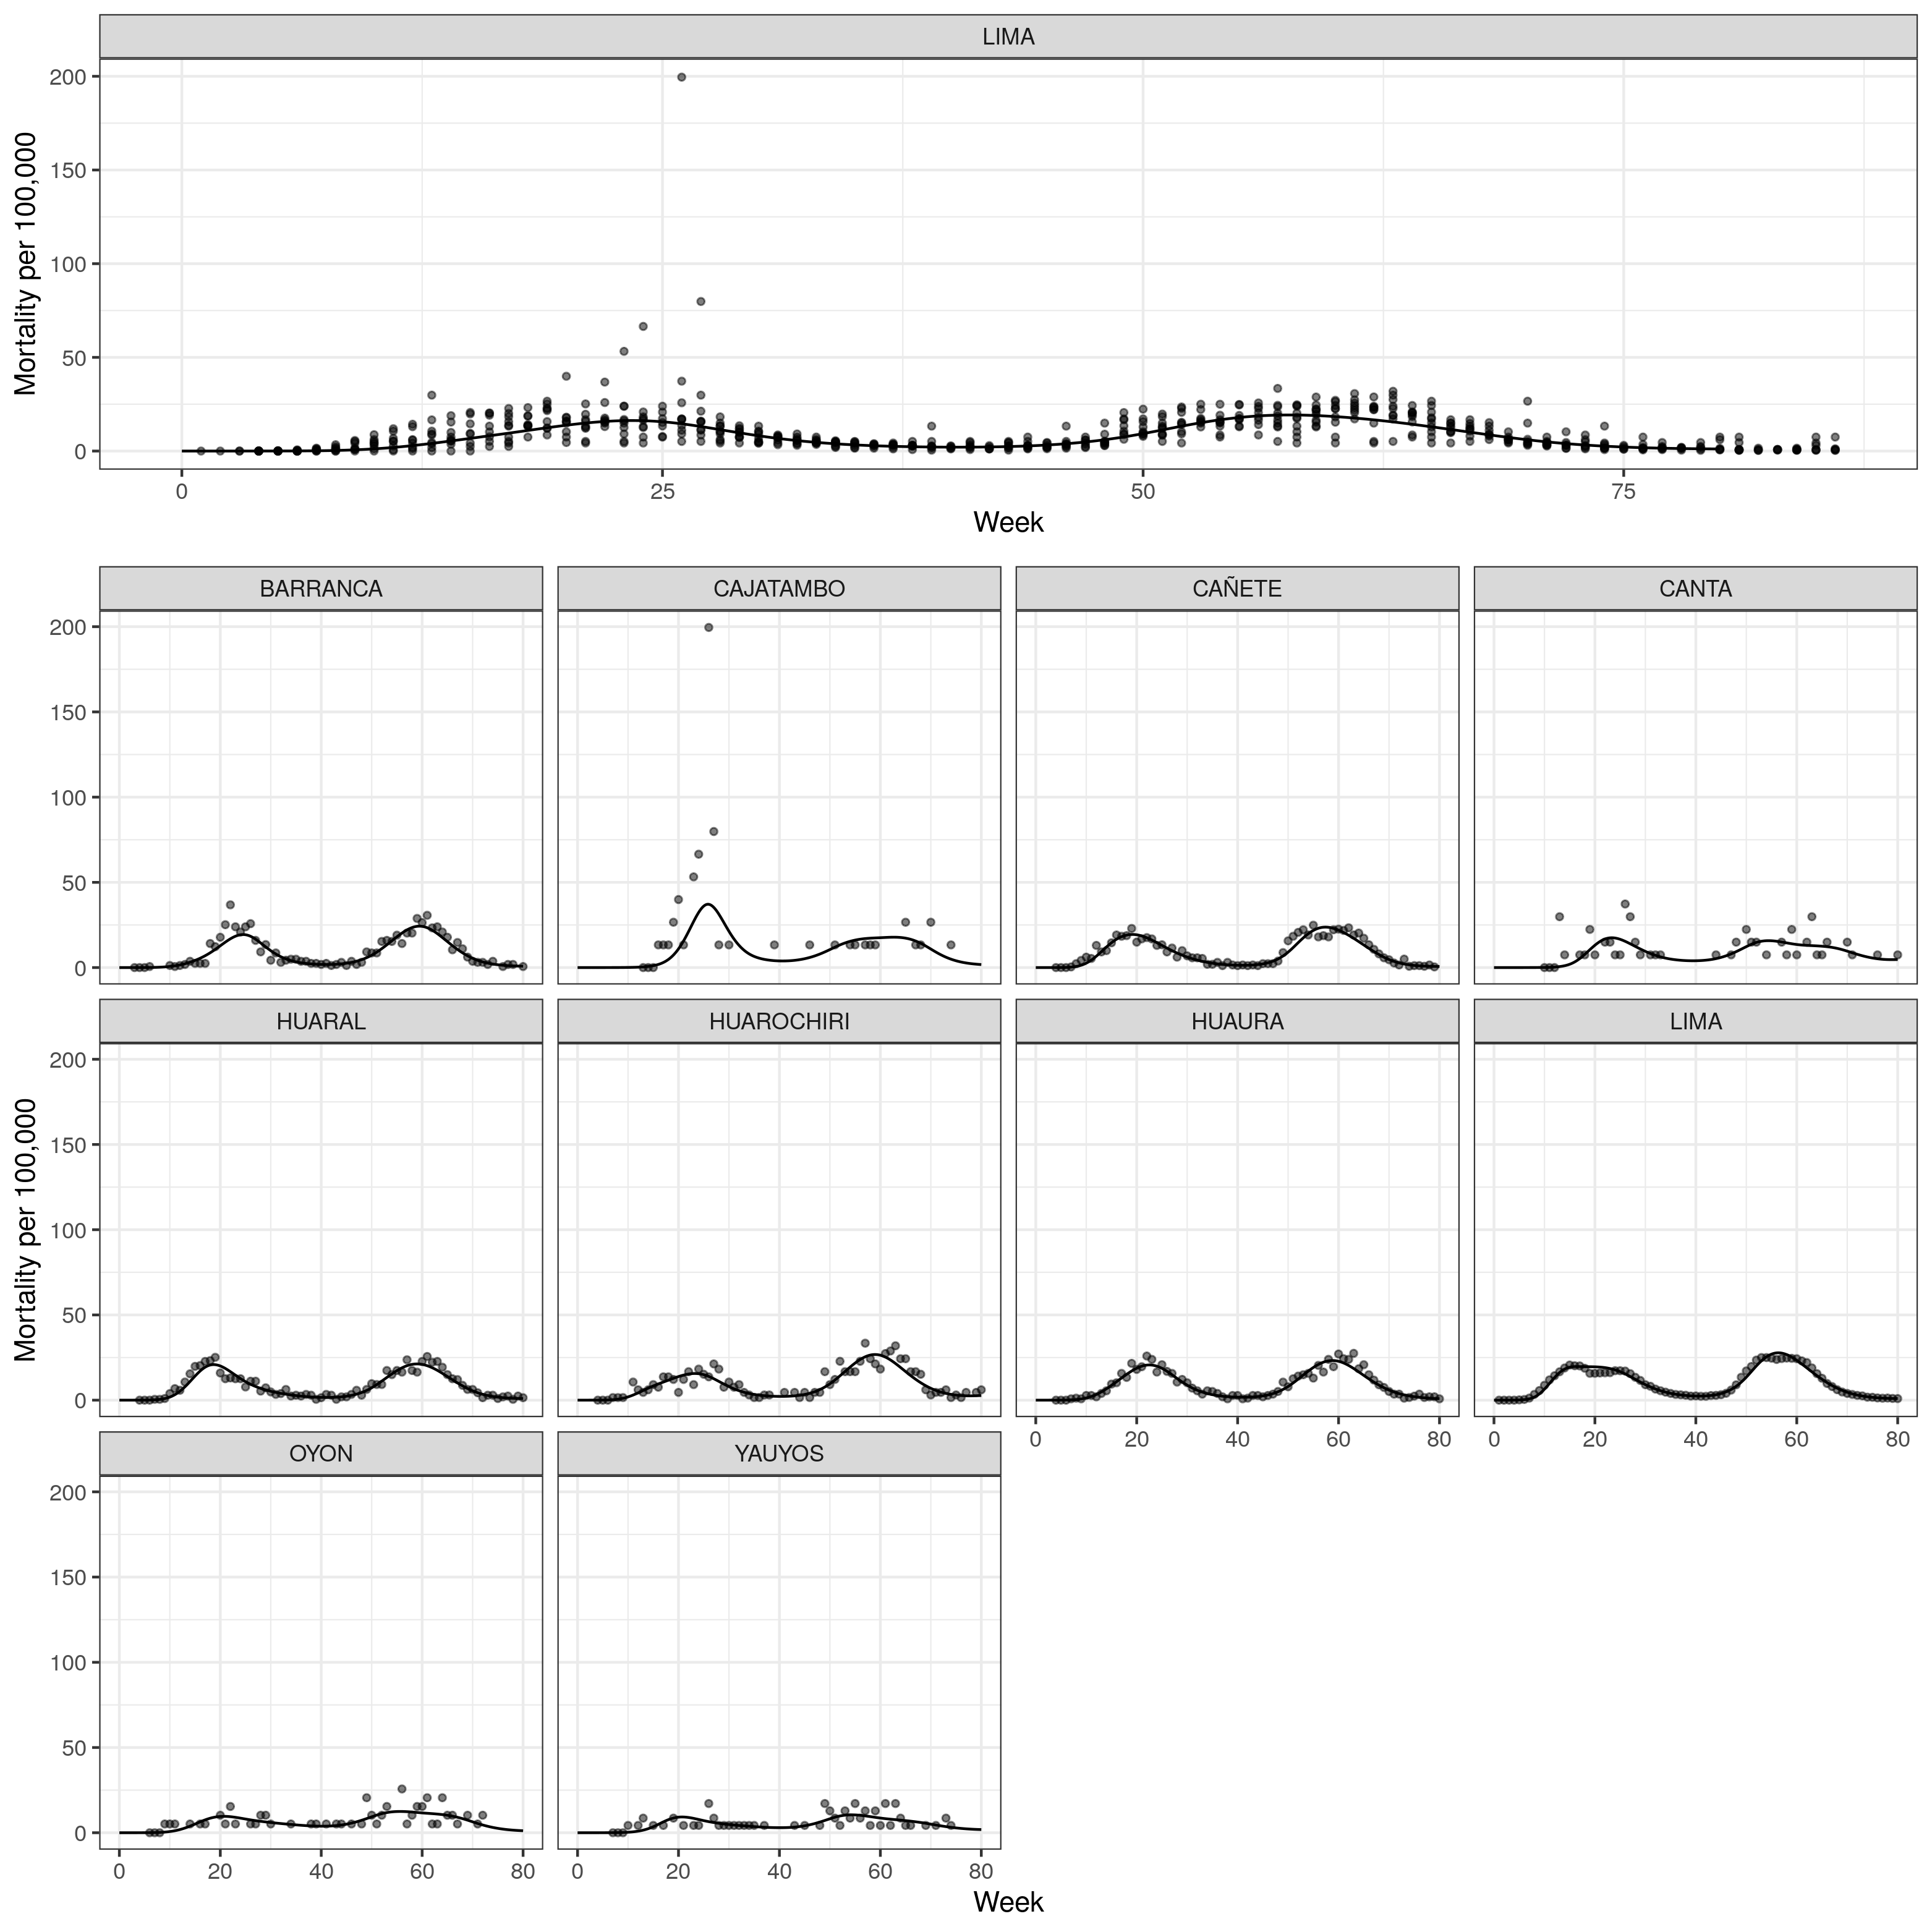 LIMA
Mortality per 100,000
200
150
100
50
0
0 25 50 75
Week
BARRANCA CAJATAMBO CAÑETE CANTA
200
150
100
50
0
HUARAL HUAROCHIRI HUAURA LIMA
Mortality per 100,000
200
150
100
50
0
0 20 40 60 80 0 20 40 60 80
OYON YAUYOS
200
150
100
50
0
0 20 40 60 80 0 20 40 60 80
Week